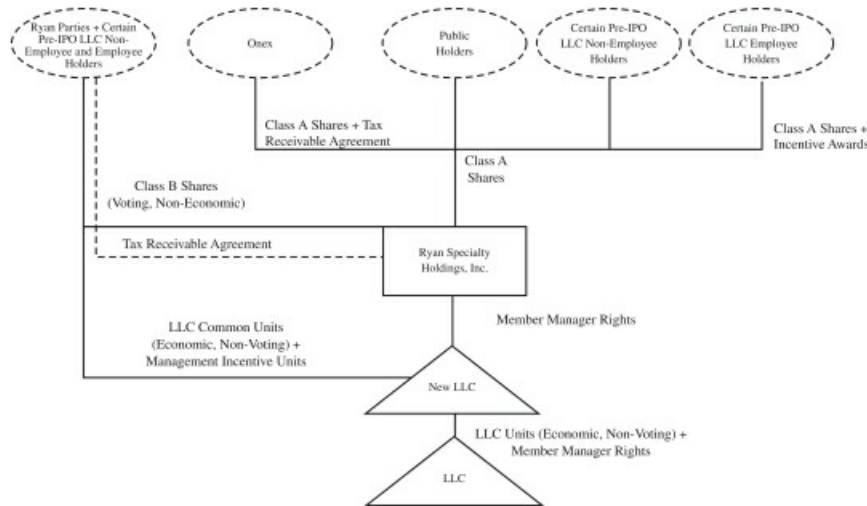 Ryan Parties + Certain
Pre-IPO LLC Non-
Employee and Employee
Holders
Onex
Public
Holders
Certain Pre-IPO
LLC Non-Employee
Holders
Certain Pre-IPO
LLC Employee
Holders
Class A Shares + Tax
Receivable Agreement
Class A Shares +
Incentive Awards
Class A
Shares
Class B Shares
(Voting, Non-Economic)
Tax Receivable Agreement
Ryan Specialty
Holdings, Inc.
Member Manager Rights
LLC Common Units
(Economic, Non-Voting) +
Management Incentive Units
New LLC
LLC Units (Economic, Non-Voting) +
Member Manager Rights
LLC